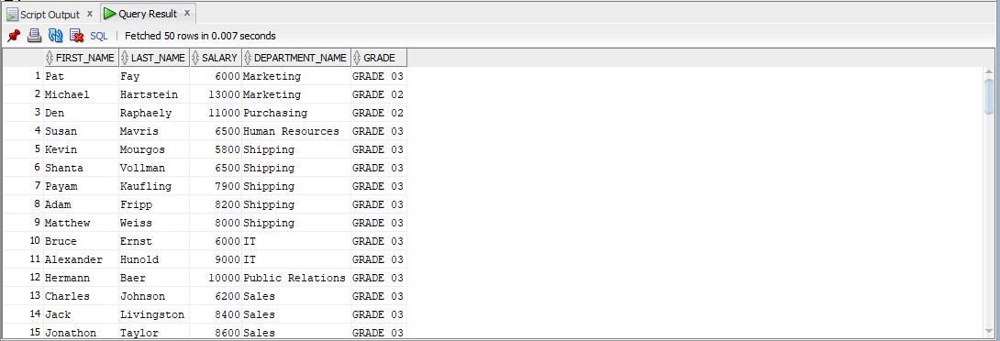 Script Output x Query Result x
SQL | Fetched 50 rows in 0.007 seconds
FIRST_NAME LAST_NAME SALARY DEPARTMENT_NAME GRADE
1 Pat Fay 6000 Marketing GRADE 03
2 Michael Hartstein 13000 Marketing GRADE 02
3 Den Raphaely 11000 Purchasing GRADE 02
4 Susan Mavris 6500 Human Resources GRADE 03
5 Kevin Mourgos 5800 Shipping GRADE 03
6 Shanta Vollman 6500 Shipping GRADE 03
7 Payam Kaufling 7900 Shipping GRADE 03
8 Adam Fripp 8200 Shipping GRADE 03
9 Matthew Weiss 8000 Shipping GRADE 03
10 Bruce Ernst 6000 IT GRADE 03
11 Alexander Hunold 9000 IT GRADE 03
12 Hermann Baer 10000 Public Relations GRADE 03
13 Charles Johnson 6200 Sales GRADE 03
14 Jack Livingston 8400 Sales GRADE 03
15 Jonathon Taylor 8600 Sales GRADE 03